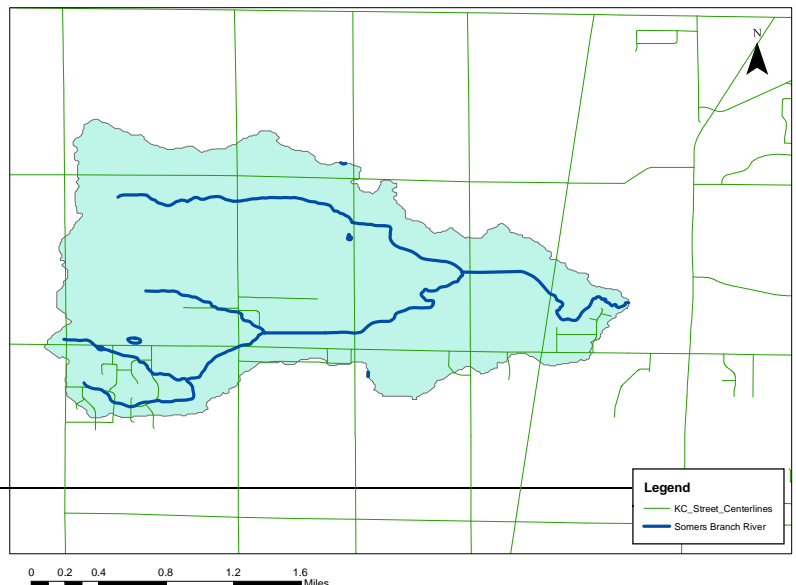 N
Legend
KC_Street_Centerlines
Somers Branch River
0 0.2 0.4 0.8 1.2 1.6
Miles